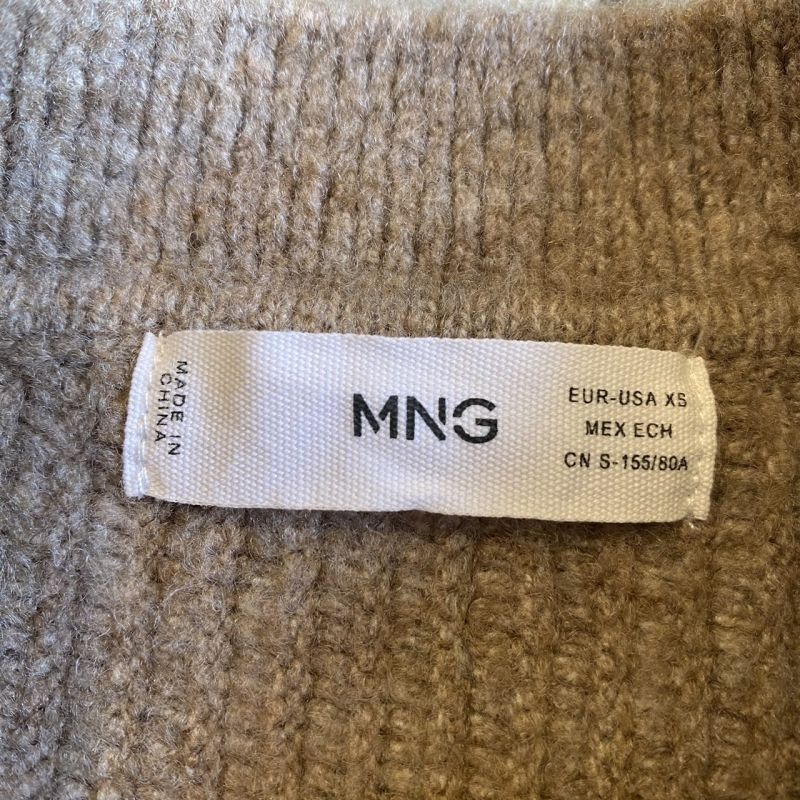 MADE IN
CHINA
MNG
EUR-USA XS
MEX ECH
CN S-155/80A